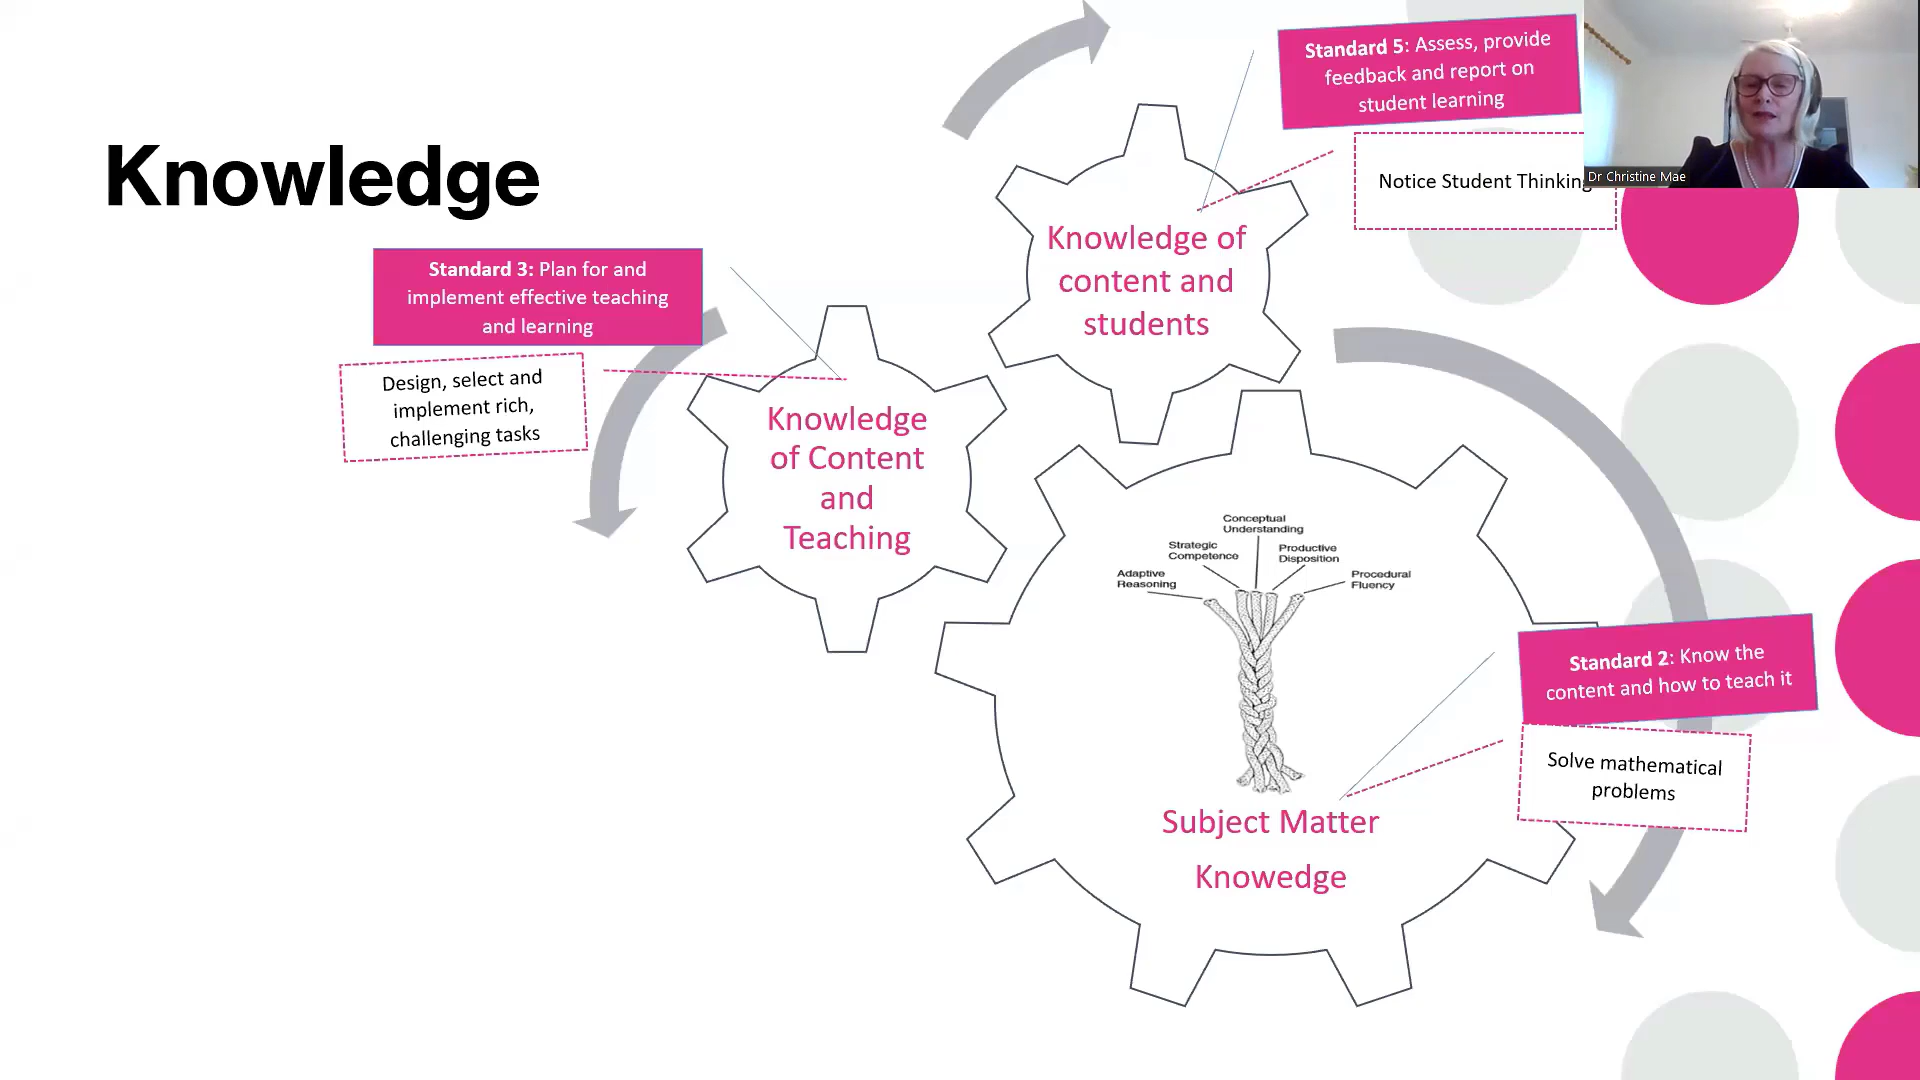 Knowledge
Standard 5: Assess, provide
feedback and report on
student learning
Notice Student Thinking
Dr Christine Mae
Knowledge of
content and
students
Standard 3: Plan for and
implement effective teaching
and learning
Design, select and
implement rich,
challenging tasks
Knowledge
of Content
and
Teaching
Conceptual
Understanding
Strategic
Competence
Productive
Disposition
Adaptive
Reasoning
Procedural
Fluency
Standard 2: Know the
content and how to teach it
Solve mathematical
problems
Subject Matter
Knowedge